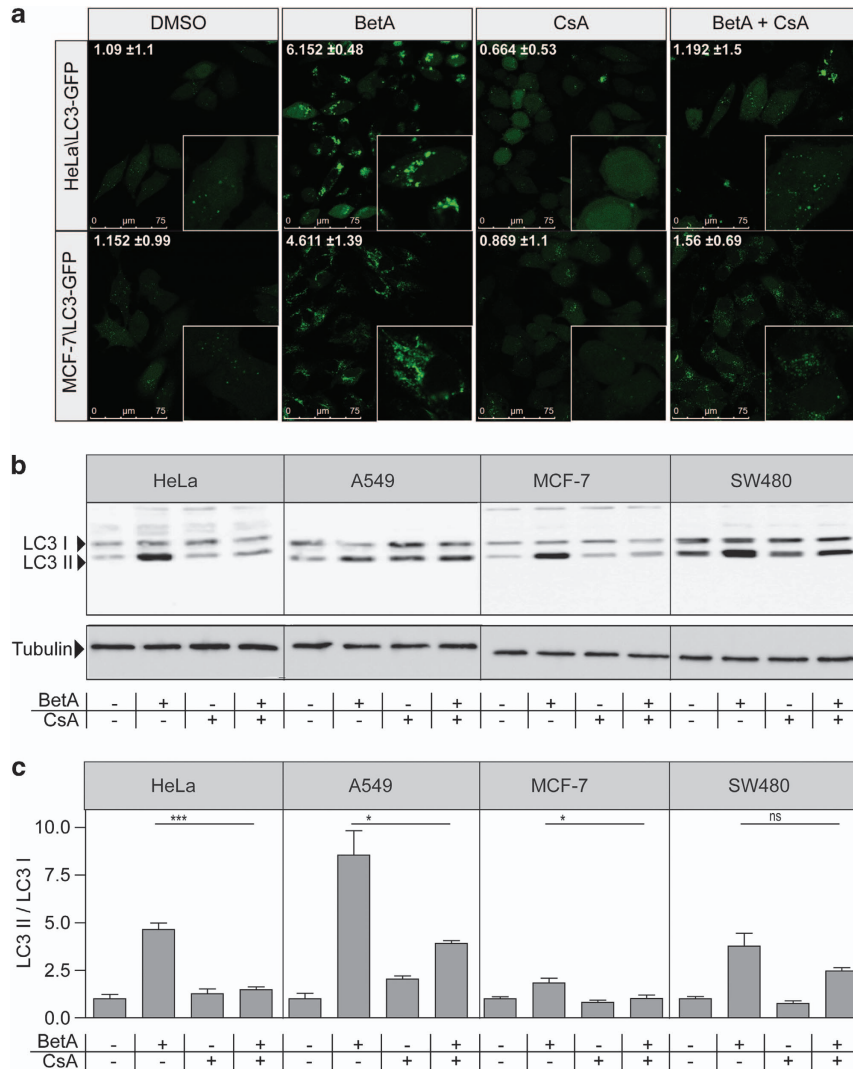 a
DMSO BetA CsA BetA + CsA
HeLa\LC3-GFP
1.09 ±1.1 6.152 ±0.48 0.664 ±0.53 1.192 ±1.5
0 µm 75 0 µm 75 0 µm 75 0 µm 75
MCF-7\LC3-GFP
1.152 ±0.99 4.611 ±1.39 0.869 ±1.1 1.56 ±0.69
0 µm 75 0 µm 75 0 µm 75 0 µm 75
b
HeLa A549 MCF-7 SW480
LC3 I
LC3 II
Tubulin
BetA - + - + - + - + - + - + - + - +
CsA - - + + - - + + - - + + - - + +
c
HeLa A549 MCF-7 SW480
*** * * ns
LC3 II / LC3 I
10.0
7.5
5.0
2.5
0.0
BetA - + - + - + - + - + - + - + - +
CsA - - + + - - + + - - + + - - + +